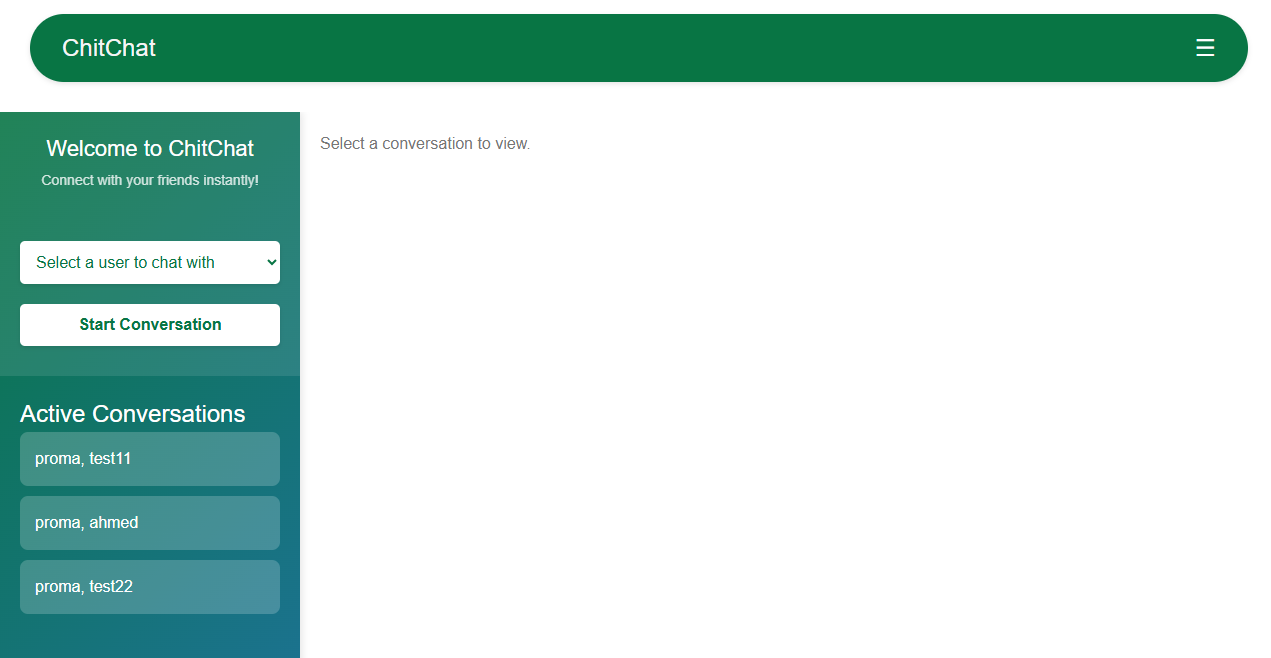 ChitChat
☰
Welcome to ChitChat
Connect with your friends instantly!
Select a user to chat with
Start Conversation
Active Conversations
proma, test11
proma, ahmed
proma, test22
Select a conversation to view.